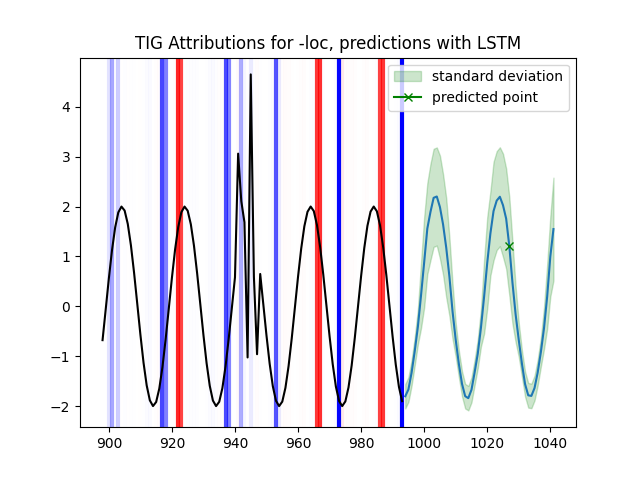 TIG Attributions for -loc, predictions with LSTM
standard deviation
predicted point
4
3
2
1
0
−1
−2
900 920 940 960 980 1000 1020 1040